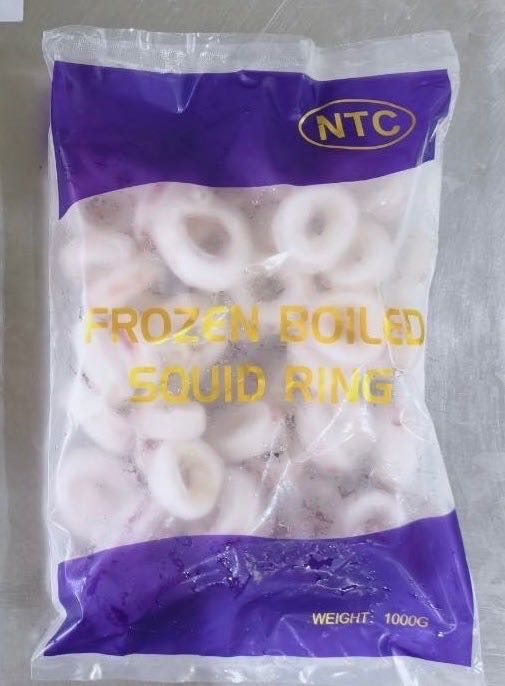 NTC
FROZEN BOILED
SQUID RING
WEIGHT: 1000G